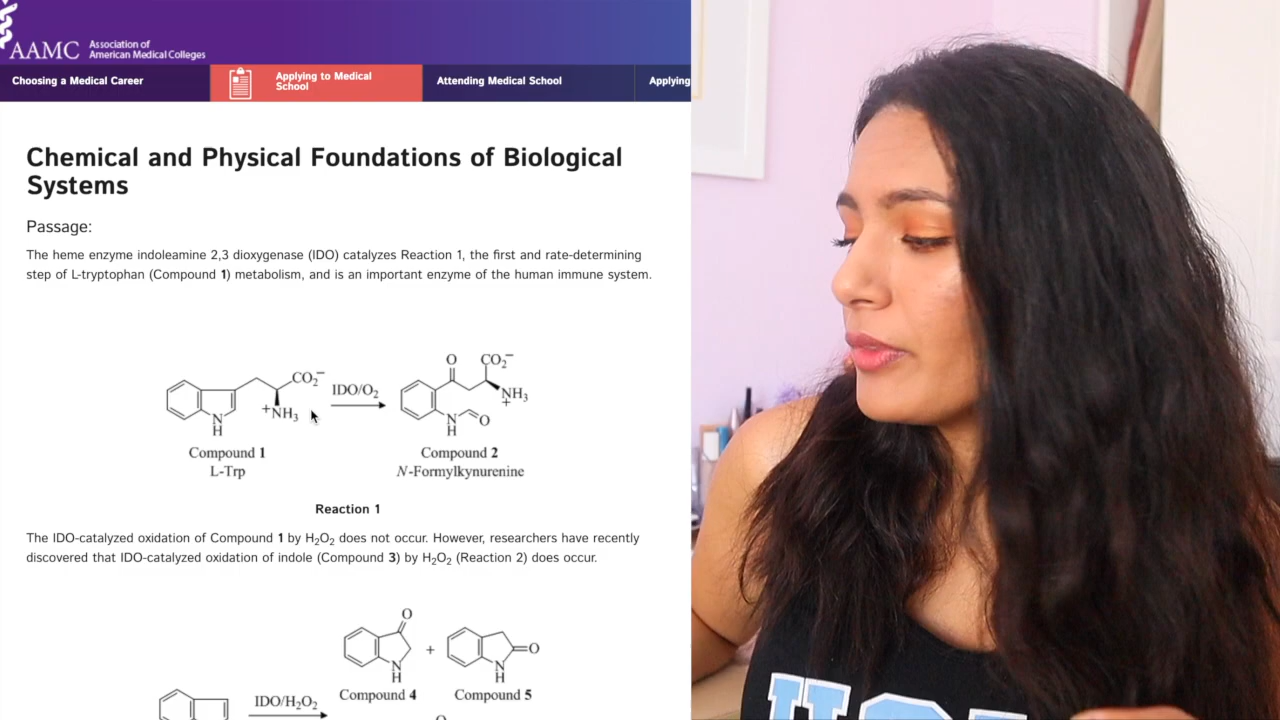 AAMC
Association of
American Medical Colleges
Choosing a Medical Career
Applying to Medical
School
Attending Medical School
Applying
Chemical and Physical Foundations of Biological
Systems
Passage:
The heme enzyme indoleamine 2,3 dioxygenase (IDO) catalyzes Reaction 1, the first and rate-determining
step of L-tryptophan (Compound 1) metabolism, and is an important enzyme of the human immune system.
CO₂⁻
+NH₃
N
H
IDO/O₂
O
CO₂⁻
NH₃
+
N
H
O
Compound 1
L-Trp
Compound 2
N-Formylkynurenine
Reaction 1
The IDO-catalyzed oxidation of Compound 1 by H₂O₂ does not occur. However, researchers have recently
discovered that IDO-catalyzed oxidation of indole (Compound 3) by H₂O₂ (Reaction 2) does occur.
O
N
H
+
O
N
H
Compound 4
Compound 5
IDO/H₂O₂